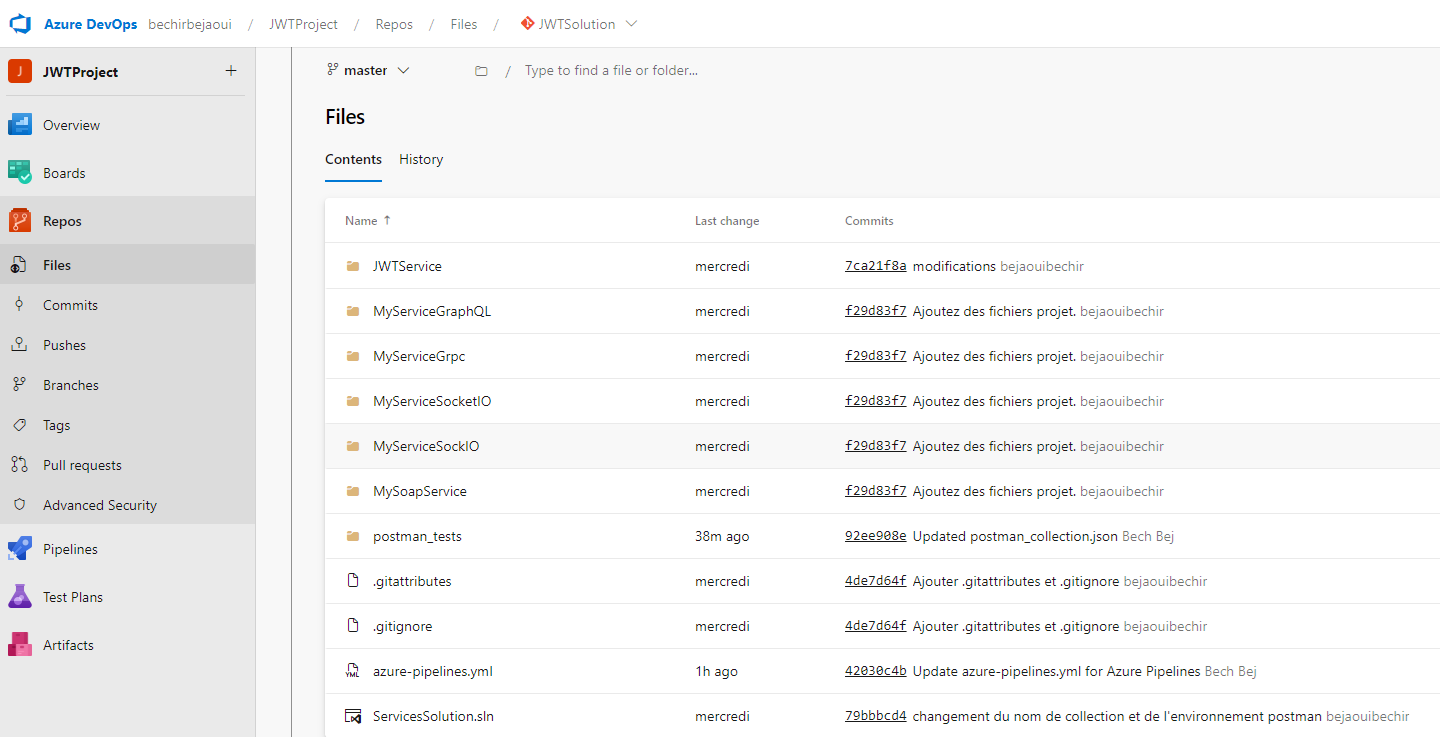 Azure DevOps bechirbejaoui / JWTProject / Repos / Files / JWTSolution
J JWTProject +
Overview
Boards
Repos
Files
Commits
Pushes
Branches
Tags
Pull requests
Advanced Security
Pipelines
Test Plans
Artifacts
master / Type to find a file or folder...
Files
Contents History
Name ↑ Last change Commits
JWTService mercredi 7ca21f8a modifications bejaouibechir
MyServiceGraphQL mercredi f29d83f7 Ajoutez des fichiers projet. bejaouibechir
MyServiceGrpc mercredi f29d83f7 Ajoutez des fichiers projet. bejaouibechir
MyServiceSocketIO mercredi f29d83f7 Ajoutez des fichiers projet. bejaouibechir
MyServiceSockIO mercredi f29d83f7 Ajoutez des fichiers projet. bejaouibechir
MySoapService mercredi f29d83f7 Ajoutez des fichiers projet. bejaouibechir
postman_tests 38m ago 92ee908e Updated postman_collection.json Bech Bej
.gitattributes mercredi 4de7d64f Ajouter .gitattributes et .gitignore bejaouibechir
.gitignore mercredi 4de7d64f Ajouter .gitattributes et .gitignore bejaouibechir
YML azure-pipelines.yml 1h ago 42030c4b Update azure-pipelines.yml for Azure Pipelines Bech Bej
ServicesSolution.sln mercredi 79bbbcd4 changement du nom de collection et de l'environnement postman bejaouibechir